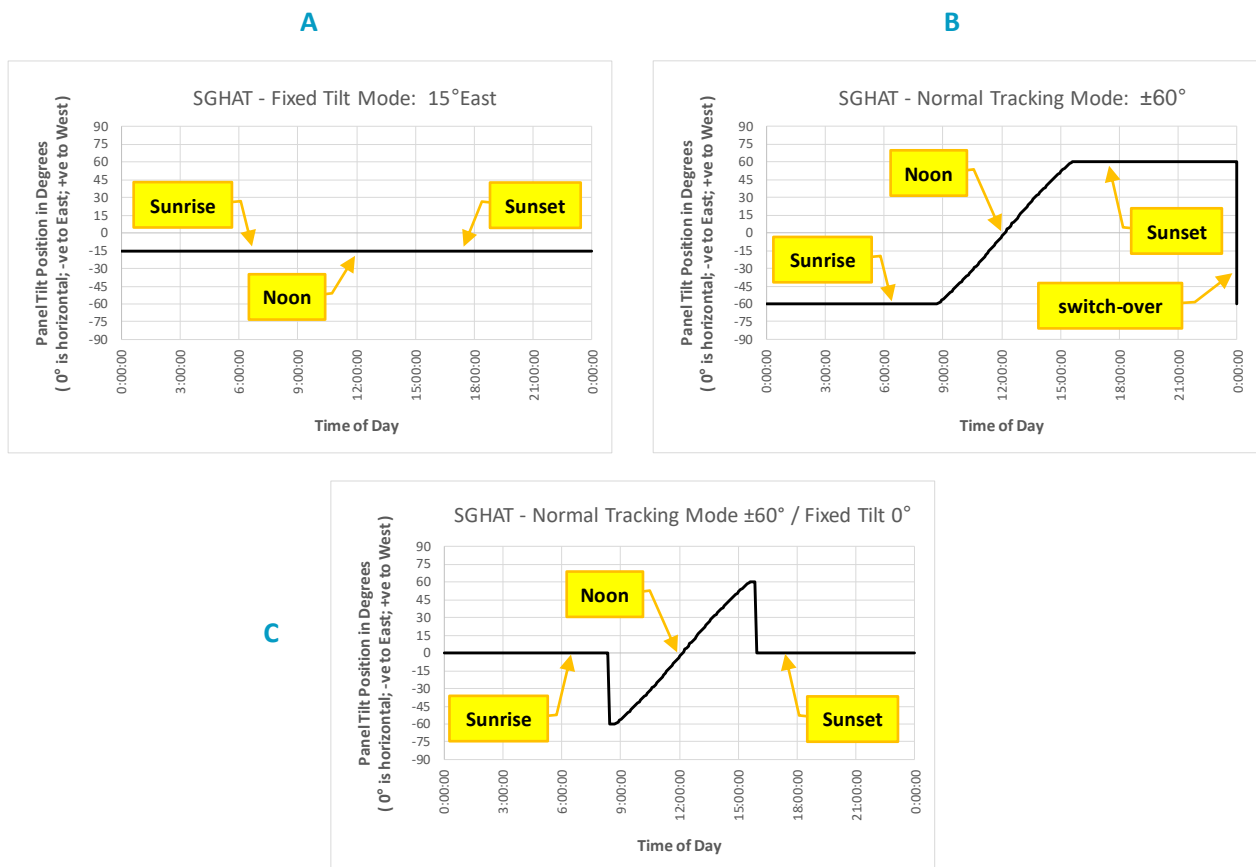 A
B
SGHAT - Fixed Tilt Mode: 15°East
Panel Tilt Position in Degrees
( 0° is horizontal; -ve to East; +ve to West )
90
75
60
45
30
15
0
-15
-30
-45
-60
-75
-90
Sunrise
Noon
Sunset
0:00:00
3:00:00
6:00:00
9:00:00
12:00:00
15:00:00
18:00:00
21:00:00
0:00:00
Time of Day
SGHAT - Normal Tracking Mode: ±60°
Panel Tilt Position in Degrees
( 0° is horizontal; -ve to East; +ve to West )
90
75
60
45
30
15
0
-15
-30
-45
-60
-75
-90
Noon
Sunrise
Sunset
switch-over
0:00:00
3:00:00
6:00:00
9:00:00
12:00:00
15:00:00
18:00:00
21:00:00
0:00:00
Time of Day
C
SGHAT - Normal Tracking Mode ±60° / Fixed Tilt 0°
Panel Tilt Position in Degrees
( 0° is horizontal; -ve to East; +ve to West )
90
75
60
45
30
15
0
-15
-30
-45
-60
-75
-90
Noon
Sunrise
Sunset
0:00:00
3:00:00
6:00:00
9:00:00
12:00:00
15:00:00
18:00:00
21:00:00
0:00:00
Time of Day